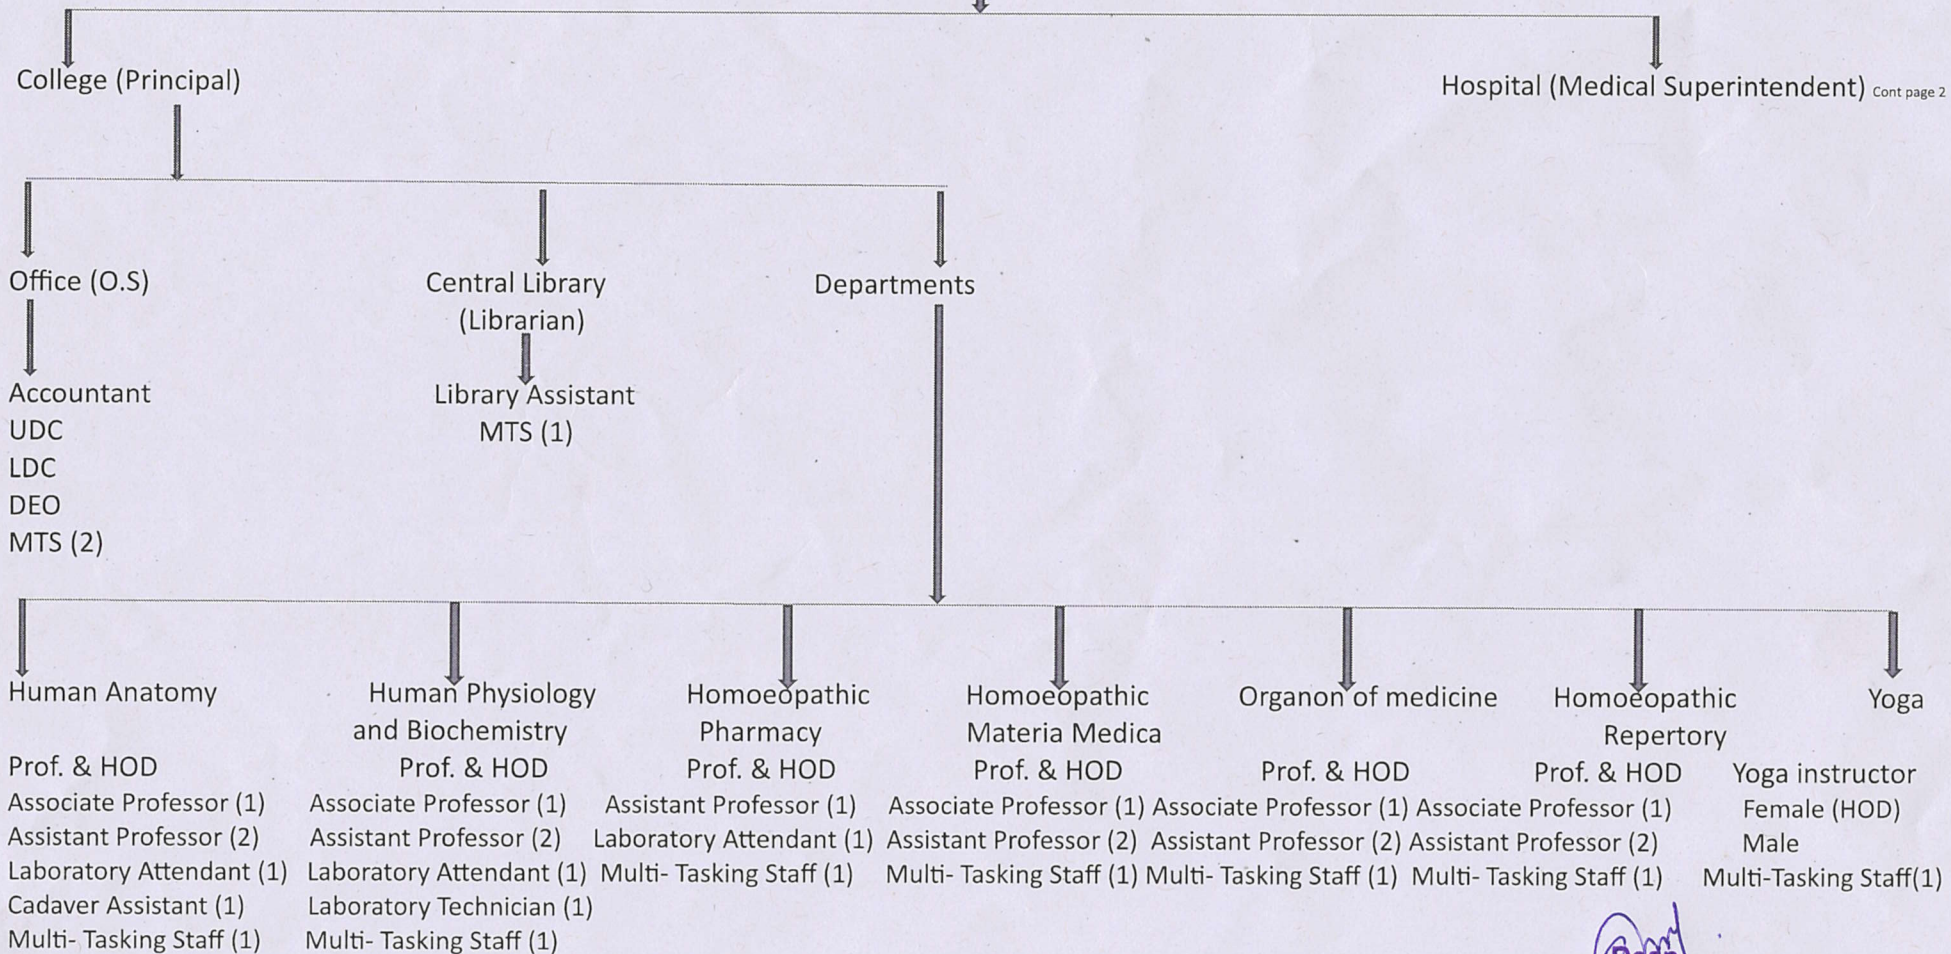 College (Principal)
Hospital (Medical Superintendent) Cont page 2
Office (O.S)
Central Library
(Librarian)
Departments
Accountant
UDC
LDC
DEO
MTS (2)
Library Assistant
MTS (1)
Human Anatomy
Prof. & HOD
Associate Professor (1)
Assistant Professor (2)
Laboratory Attendant (1)
Cadaver Assistant (1)
Multi- Tasking Staff (1)
Human Physiology
and Biochemistry
Prof. & HOD
Associate Professor (1)
Assistant Professor (2)
Laboratory Attendant (1)
Laboratory Technician (1)
Multi- Tasking Staff (1)
Homoeopathic
Pharmacy
Prof. & HOD
Assistant Professor (1)
Laboratory Attendant (1)
Multi- Tasking Staff (1)
Homoeopathic
Materia Medica
Prof. & HOD
Associate Professor (1)
Assistant Professor (2)
Multi- Tasking Staff (1)
Organon of medicine
Prof. & HOD
Associate Professor (1)
Assistant Professor (2)
Multi- Tasking Staff (1)
Homoeopathic
Repertory
Prof. & HOD
Associate Professor (1)
Assistant Professor (2)
Multi- Tasking Staff (1)
Yoga
Yoga instructor
Female (HOD)
Male
Multi-Tasking Staff(1)